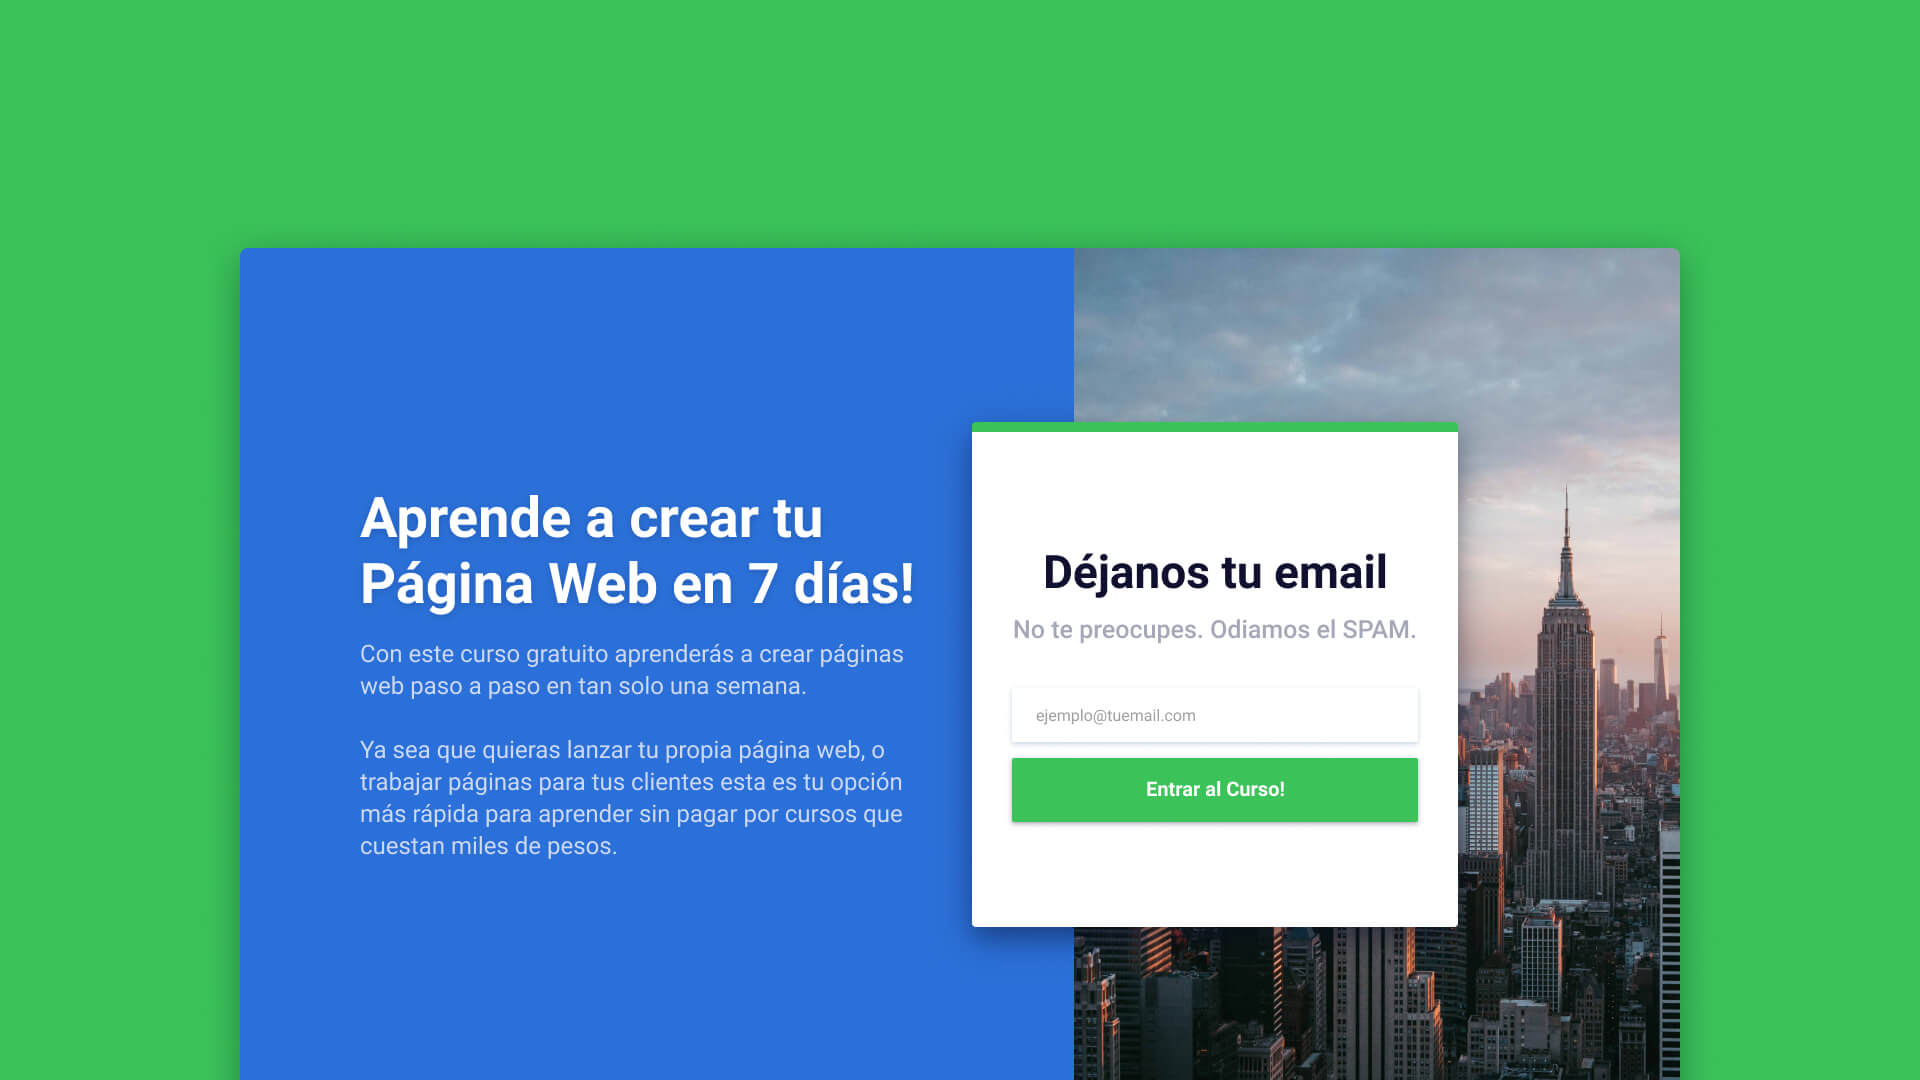 Aprende a crear tu
Página Web en 7 días!
Con este curso gratuito aprenderás a crear páginas
web paso a paso en tan solo una semana.
Ya sea que quieras lanzar tu propia página web, o
trabajar páginas para tus clientes esta es tu opción
más rápida para aprender sin pagar por cursos que
cuestan miles de pesos.
Déjanos tu email
No te preocupes. Odiamos el SPAM.
ejemplo@tuemail.com
Entrar al Curso!